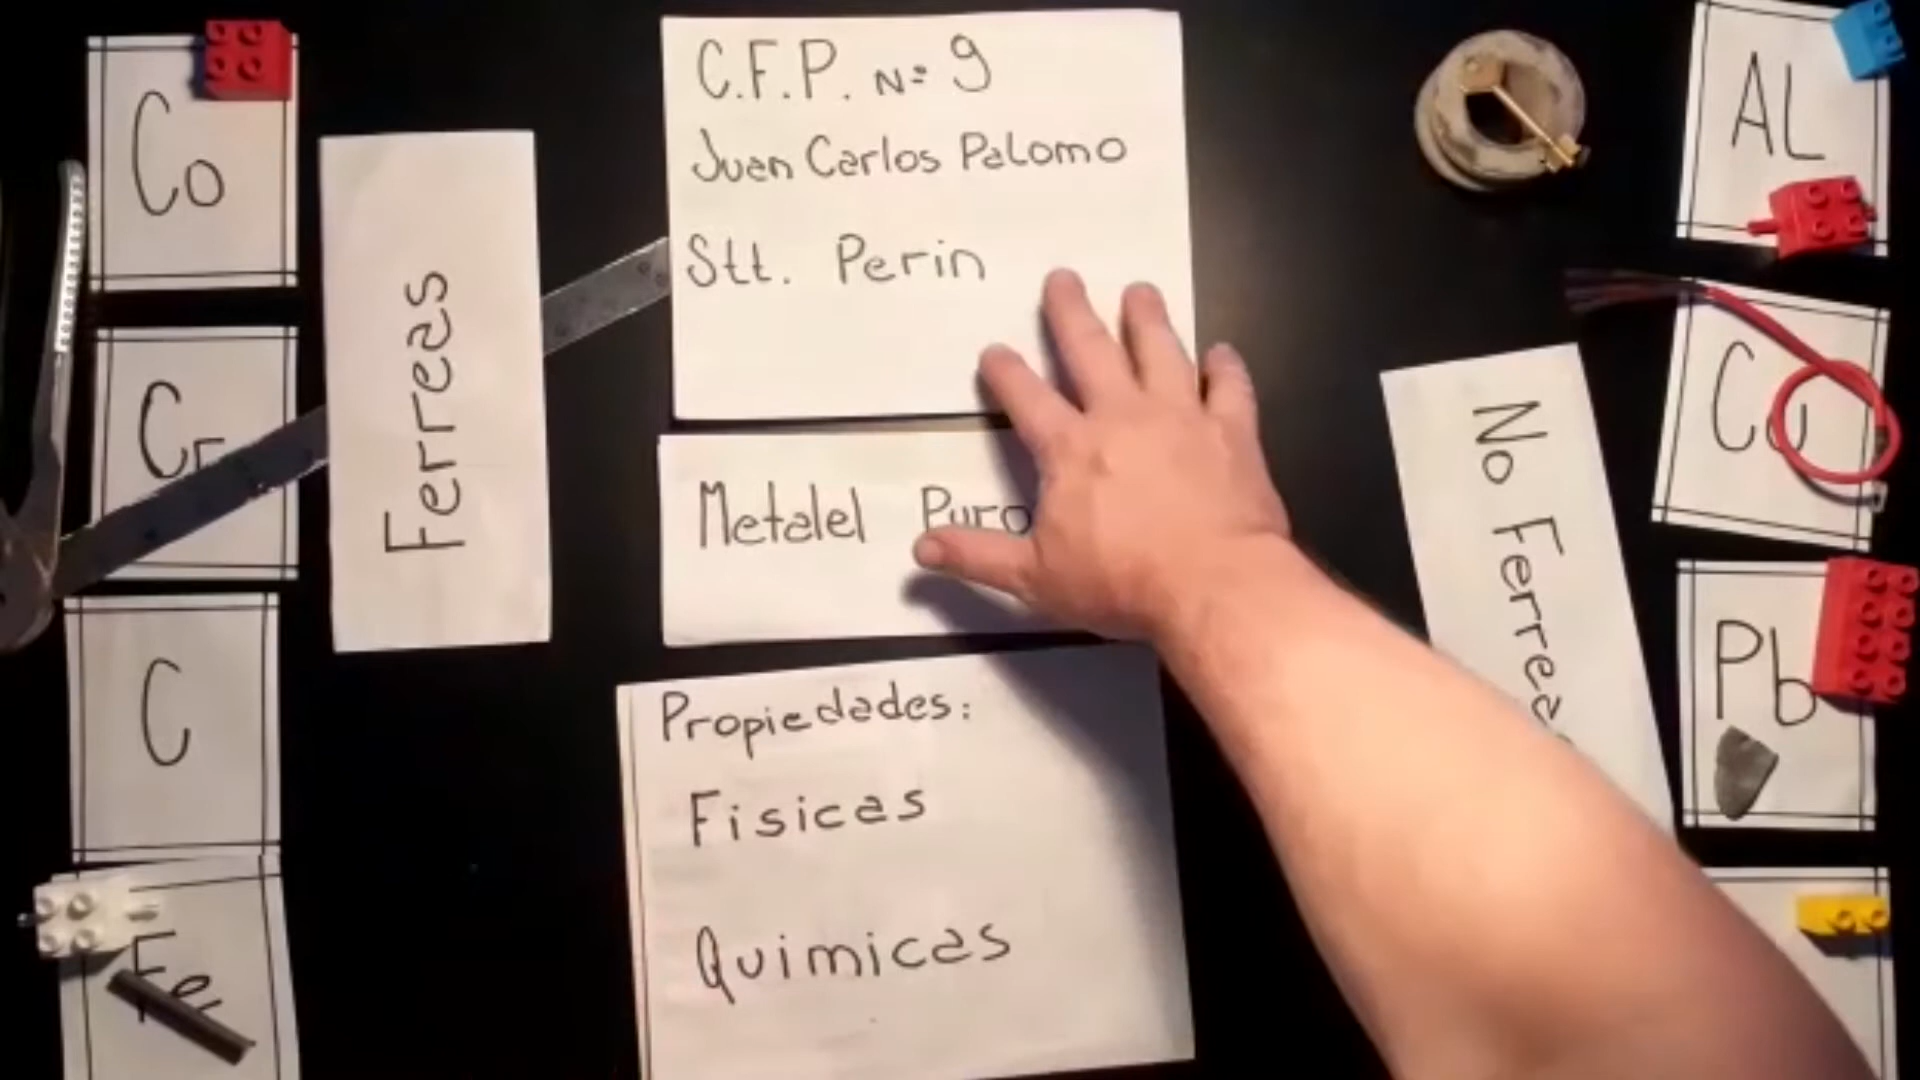 Co
Cr
C
Fe
Ferreas
C.F.P. N= 9
Juan Carlos Palomo
Stt. Perin
Metalel Puro
Propiedades:
Fisicas
Quimicas
No Ferreas
AL
Cu
Pb